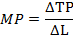 MP = ΔTP / ΔL